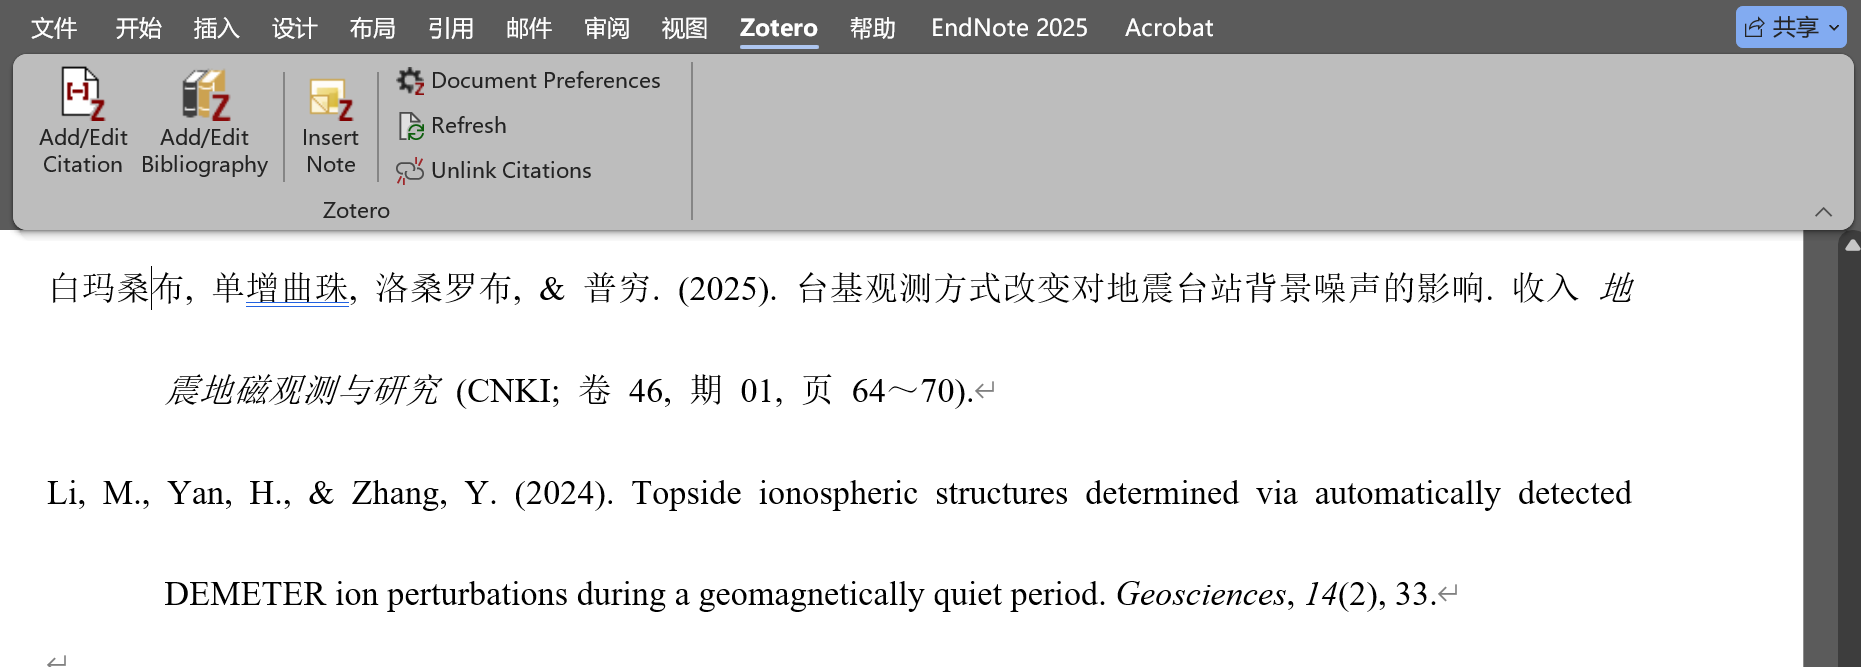 文件 开始 插入 设计 布局 引用 邮件 审阅 视图 Zotero 帮助 EndNote 2025 Acrobat 共享
Add/Edit Citation
Add/Edit Bibliography
Insert Note
Document Preferences
Refresh
Unlink Citations
Zotero
白玛桑布, 单增曲珠, 洛桑罗布, & 普穷. (2025). 台基观测方式改变对地震台站背景噪声的影响. 收入 地
震地磁观测与研究 (CNKI; 卷 46, 期 01, 页 64~70).
Li, M., Yan, H., & Zhang, Y. (2024). Topside ionospheric structures determined via automatically detected
DEMETER ion perturbations during a geomagnetically quiet period. Geosciences, 14(2), 33.